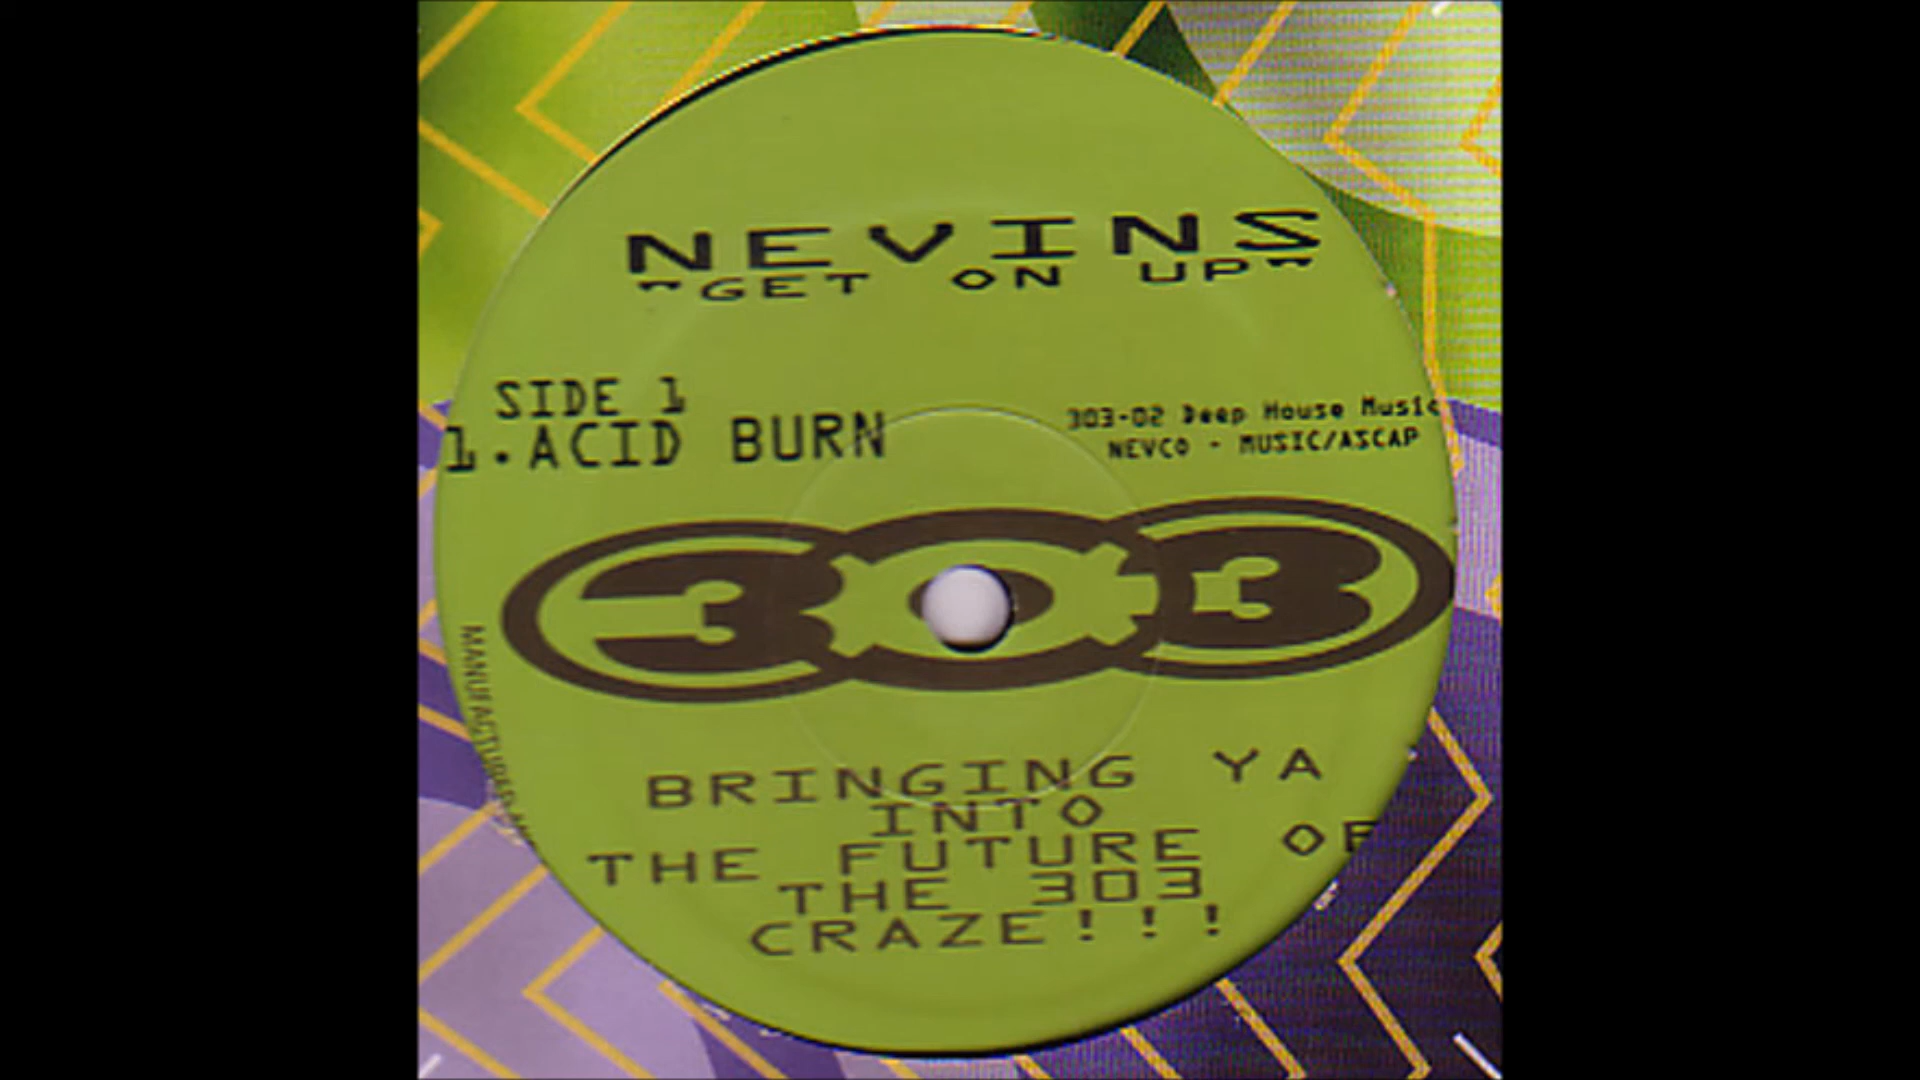 NEVINS
"GET ON UP"
SIDE 1
1. ACID BURN
303-02 Deep House Music
NEVCO - MUSIC/ASCAP
303
MANUFACTURED
BRINGING YA
INTO
THE FUTURE OF
THE 303
CRAZE!!!